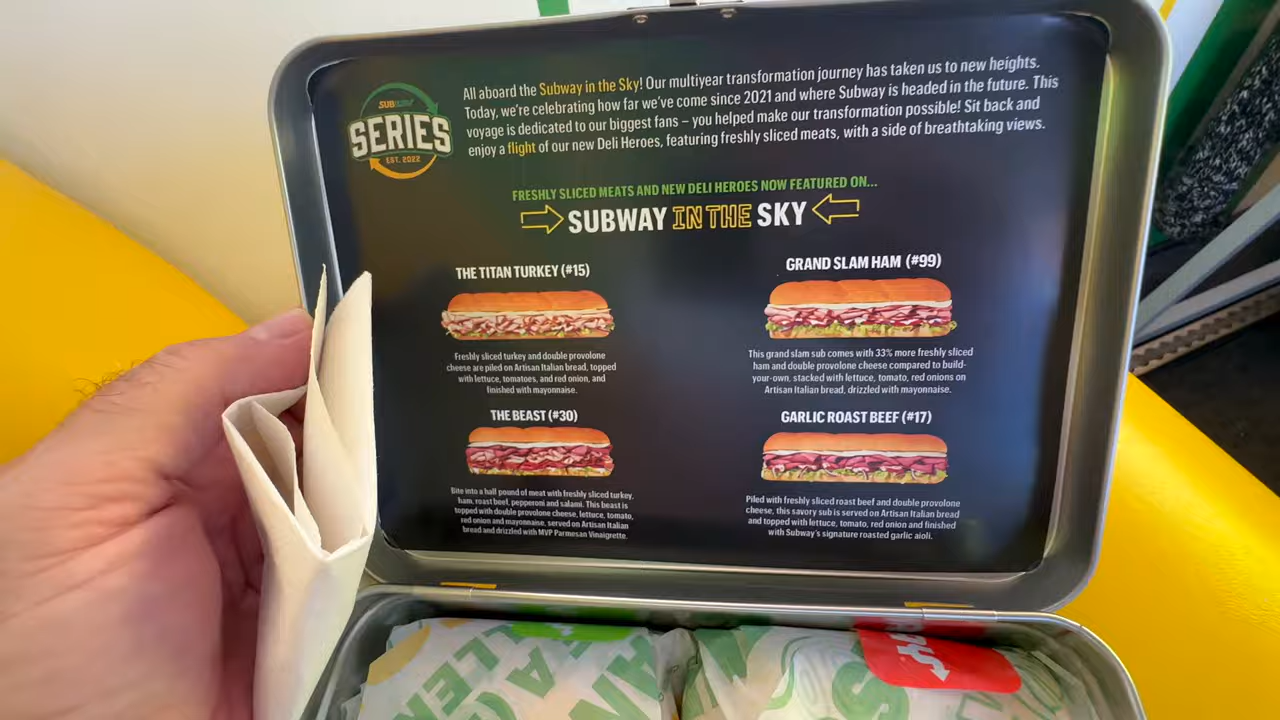 SUBWAY
SERIES
EST. 2022
All aboard the Subway in the Sky! Our multiyear transformation journey has taken us to new heights.
Today, we're celebrating how far we've come since 2021 and where Subway is headed in the future. This
voyage is dedicated to our biggest fans – you helped make our transformation possible! Sit back and
enjoy a flight of our new Deli Heroes, featuring freshly sliced meats, with a side of breathtaking views.
FRESHLY SLICED MEATS AND NEW DELI HEROES NOW FEATURED ON...
SUBWAY IN THE SKY
THE TITAN TURKEY (#15)
Freshly sliced turkey and double provolone
cheese are piled on Artisan Italian bread, topped
with lettuce, tomatoes, and red onion, and
finished with mayonnaise.
GRAND SLAM HAM (#99)
This grand slam sub comes with 33% more freshly sliced
ham and double provolone cheese compared to build-
your-own, stacked with lettuce, tomato, red onions on
Artisan Italian bread, drizzled with mayonnaise.
THE BEAST (#30)
Bite into a half pound of meat with freshly sliced turkey,
ham, roast beef, pepperoni and salami. This beast is
topped with double provolone cheese, lettuce, tomato,
red onion and mayonnaise, served on Artisan Italian
bread and drizzled with MVP Parmesan Vinaigrette.
GARLIC ROAST BEEF (#17)
Piled with freshly sliced roast beef and double provolone
cheese, this savory sub is served on Artisan Italian bread
and topped with lettuce, tomato, red onion and finished
with Subway's signature roasted garlic aioli.